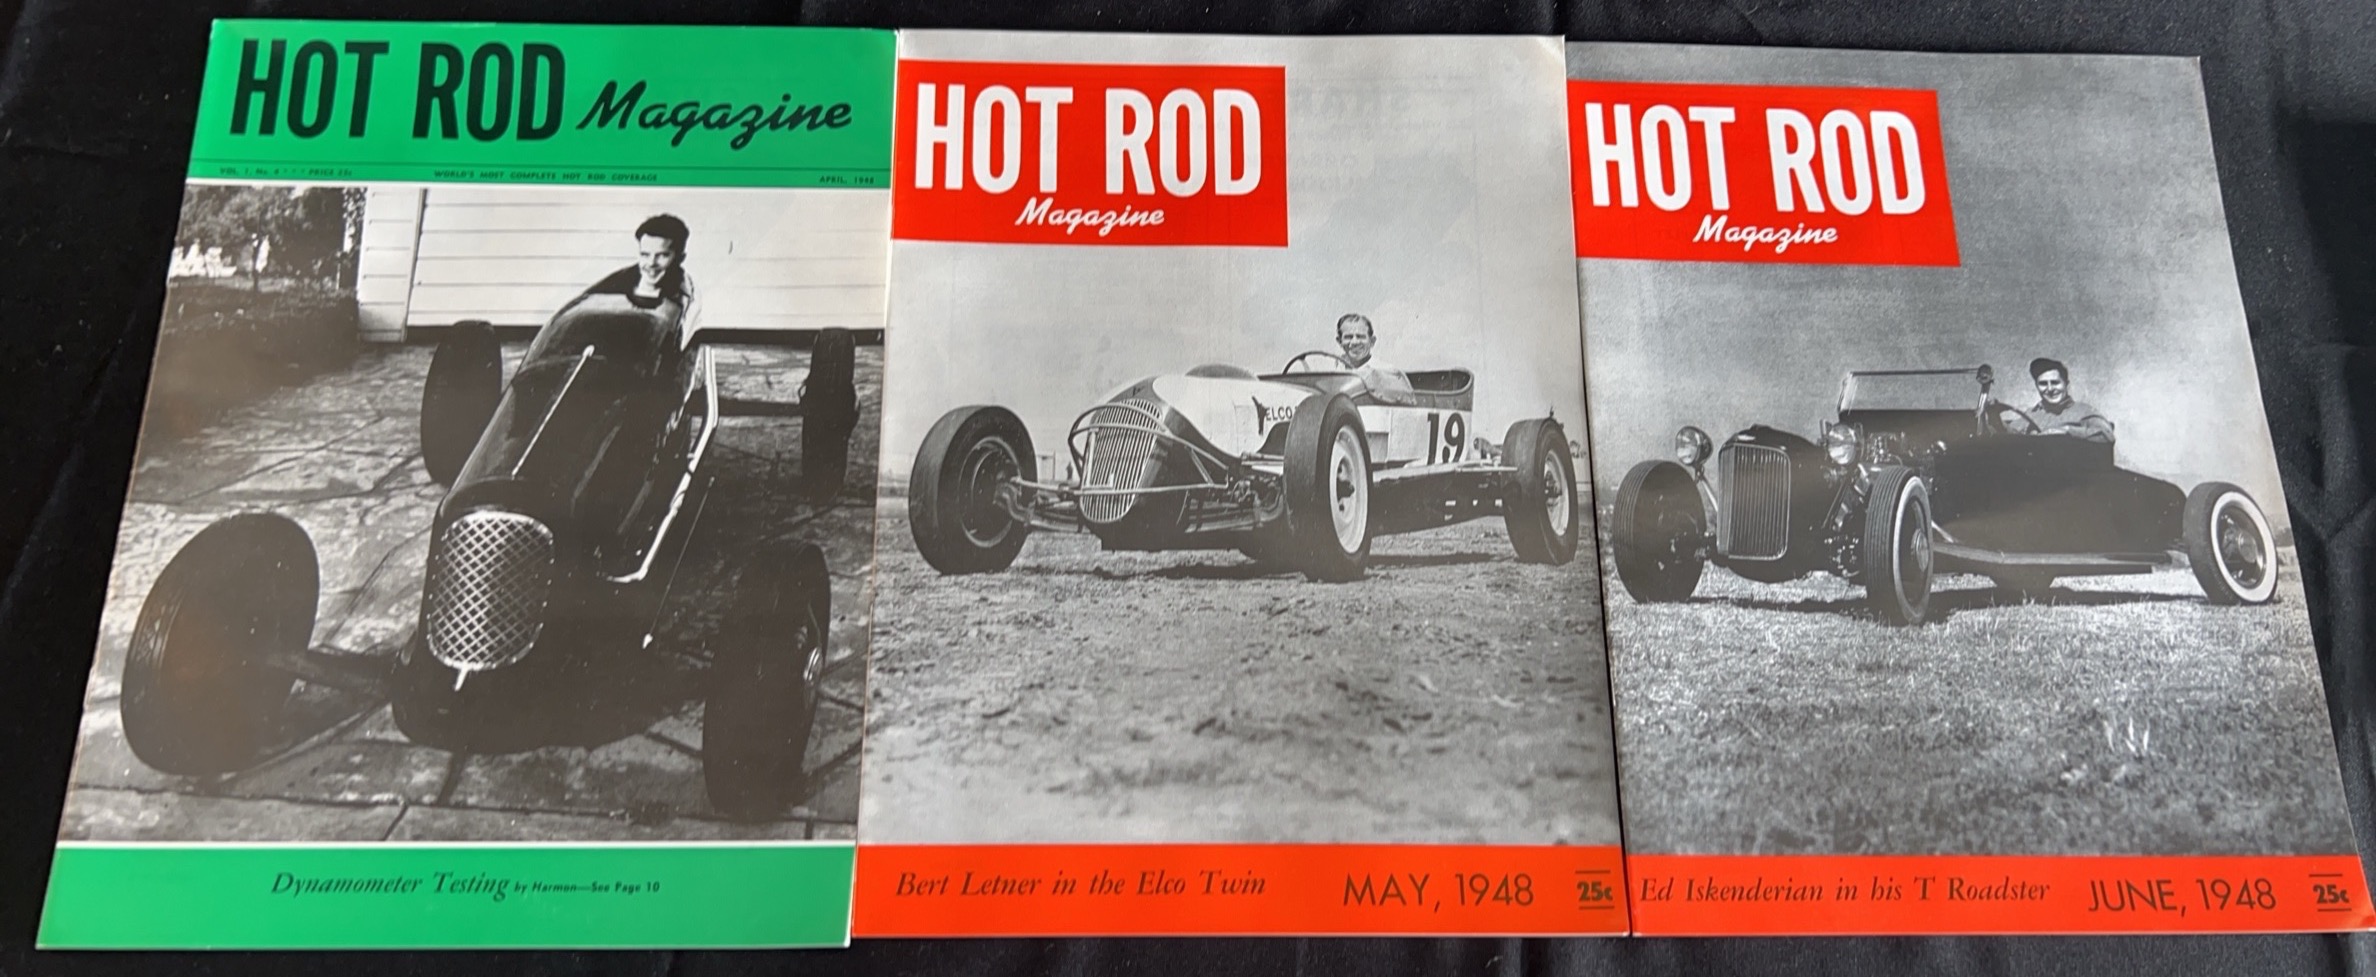 HOT ROD Magazine
VOL. 1, No. 4 • • • PRICE 25c WORLD'S MOST COMPLETE HOT ROD COVERAGE APRIL, 1948
Dynamometer Testing by Harmon—See Page 10
HOT ROD
Magazine
ELCO
19
Bert Letner in the Elco Twin MAY, 1948 25c
HOT ROD
Magazine
Ed Iskenderian in his T Roadster JUNE, 1948 25c